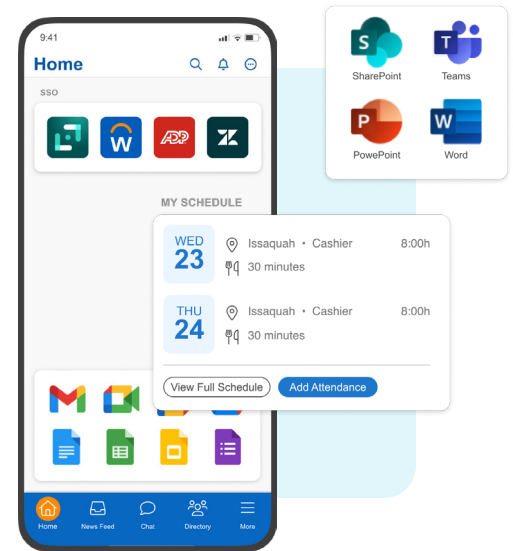 9:41
Home
SSO
W
ADP
Z
S
SharePoint
T
Teams
P
PowePoint
W
Word
MY SCHEDULE
WED
23
Issaquah • Cashier
8:00h
30 minutes
THU
24
Issaquah • Cashier
8:00h
30 minutes
View Full Schedule
Add Attendance
Home
News Feed
Chat
Directory
More